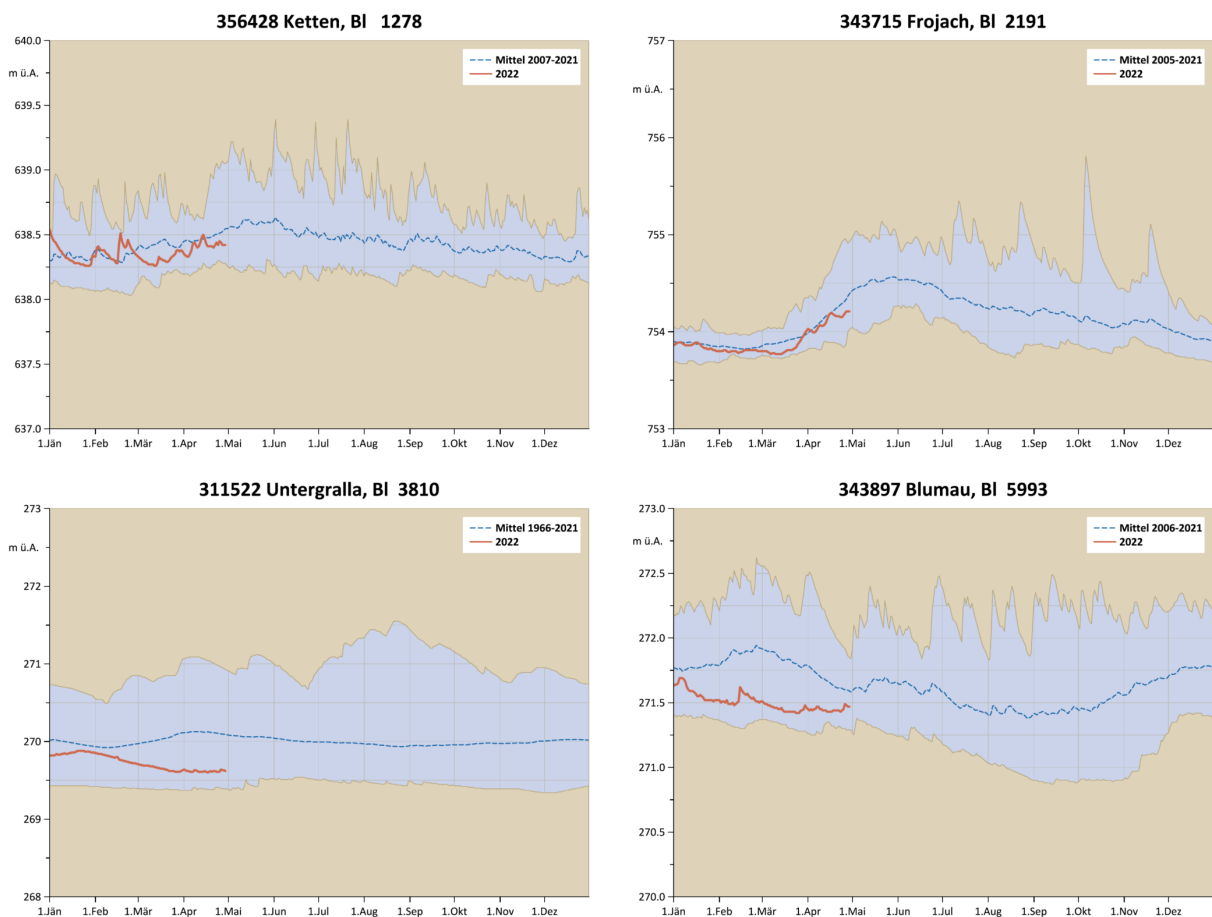 356428 Ketten, Bl 1278
640.0
m ü.A.
639.5
639.0
638.5
638.0
637.5
637.0
Mittel 2007-2021
2022
1.Jän 1.Feb 1.Mär 1.Apr 1.Mai 1.Jun 1.Jul 1.Aug 1.Sep 1.Okt 1.Nov 1.Dez
343715 Frojach, Bl 2191
757
m ü.A.
756
755
754
753
Mittel 2005-2021
2022
1.Jän 1.Feb 1.Mär 1.Apr 1.Mai 1.Jun 1.Jul 1.Aug 1.Sep 1.Okt 1.Nov 1.Dez
311522 Untergralla, Bl 3810
273
m ü.A.
272
271
270
269
268
Mittel 1966-2021
2022
1.Jän 1.Feb 1.Mär 1.Apr 1.Mai 1.Jun 1.Jul 1.Aug 1.Sep 1.Okt 1.Nov 1.Dez
343897 Blumau, Bl 5993
273.0
m ü.A.
272.5
272.0
271.5
271.0
270.5
270.0
Mittel 2006-2021
2022
1.Jän 1.Feb 1.Mär 1.Apr 1.Mai 1.Jun 1.Jul 1.Aug 1.Sep 1.Okt 1.Nov 1.Dez